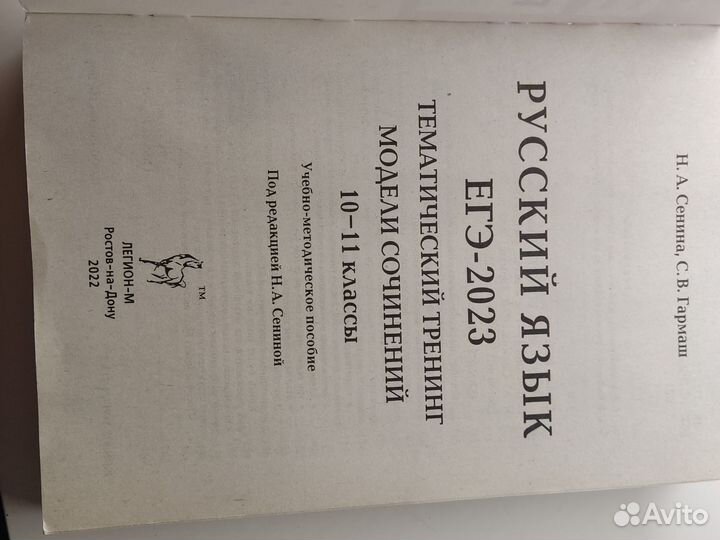 Н. А. Сенина, С. В. Гармаш
РУССКИЙ ЯЗЫК
ЕГЭ-2023
ТЕМАТИЧЕСКИЙ ТРЕНИНГ
МОДЕЛИ СОЧИНЕНИЙ
10–11 классы
Учебно-методическое пособие
Под редакцией Н. А. Сениной
TM
ЛЕГИОН-М
Ростов-на-Дону
2022
Avito